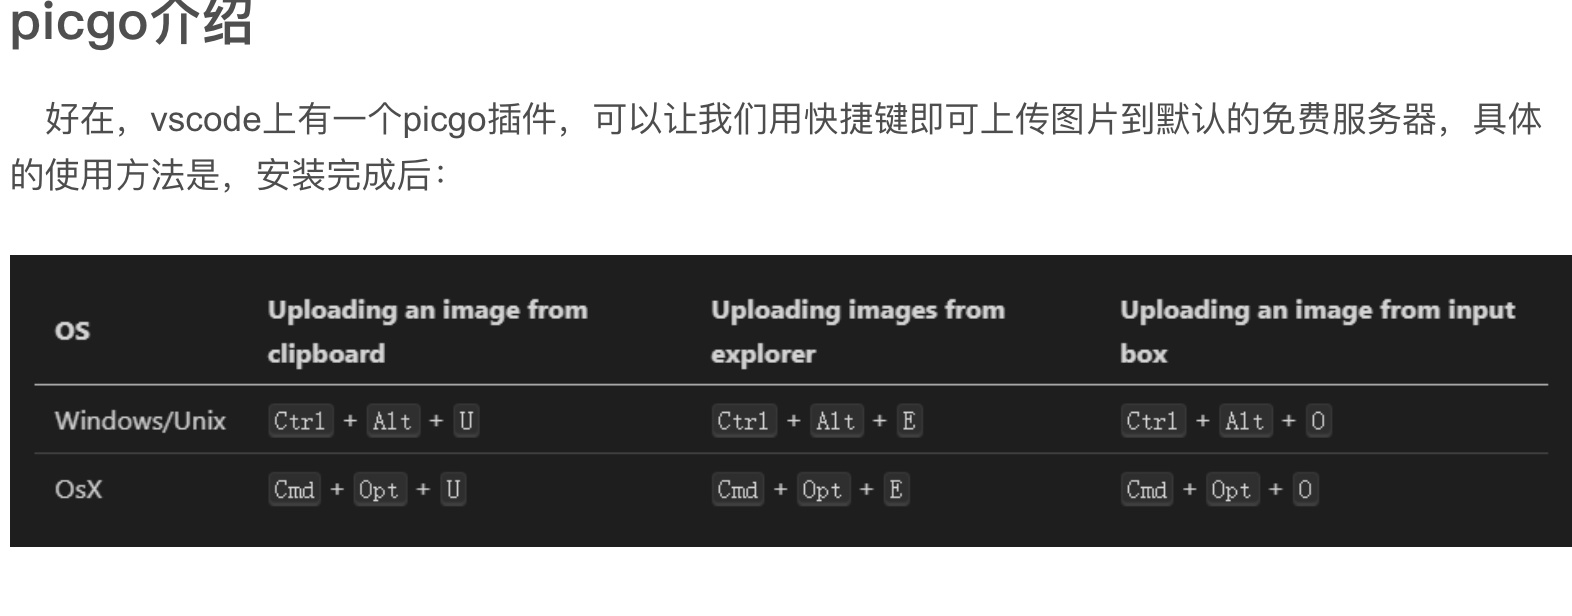 picgo介绍
好在，vscode上有一个picgo插件，可以让我们用快捷键即可上传图片到默认的免费服务器，具体
的使用方法是，安装完成后：
OS Uploading an image from clipboard Uploading images from explorer Uploading an image from input box
Windows/Unix Ctrl + Alt + U Ctrl + Alt + E Ctrl + Alt + O
OsX Cmd + Opt + U Cmd + Opt + E Cmd + Opt + O